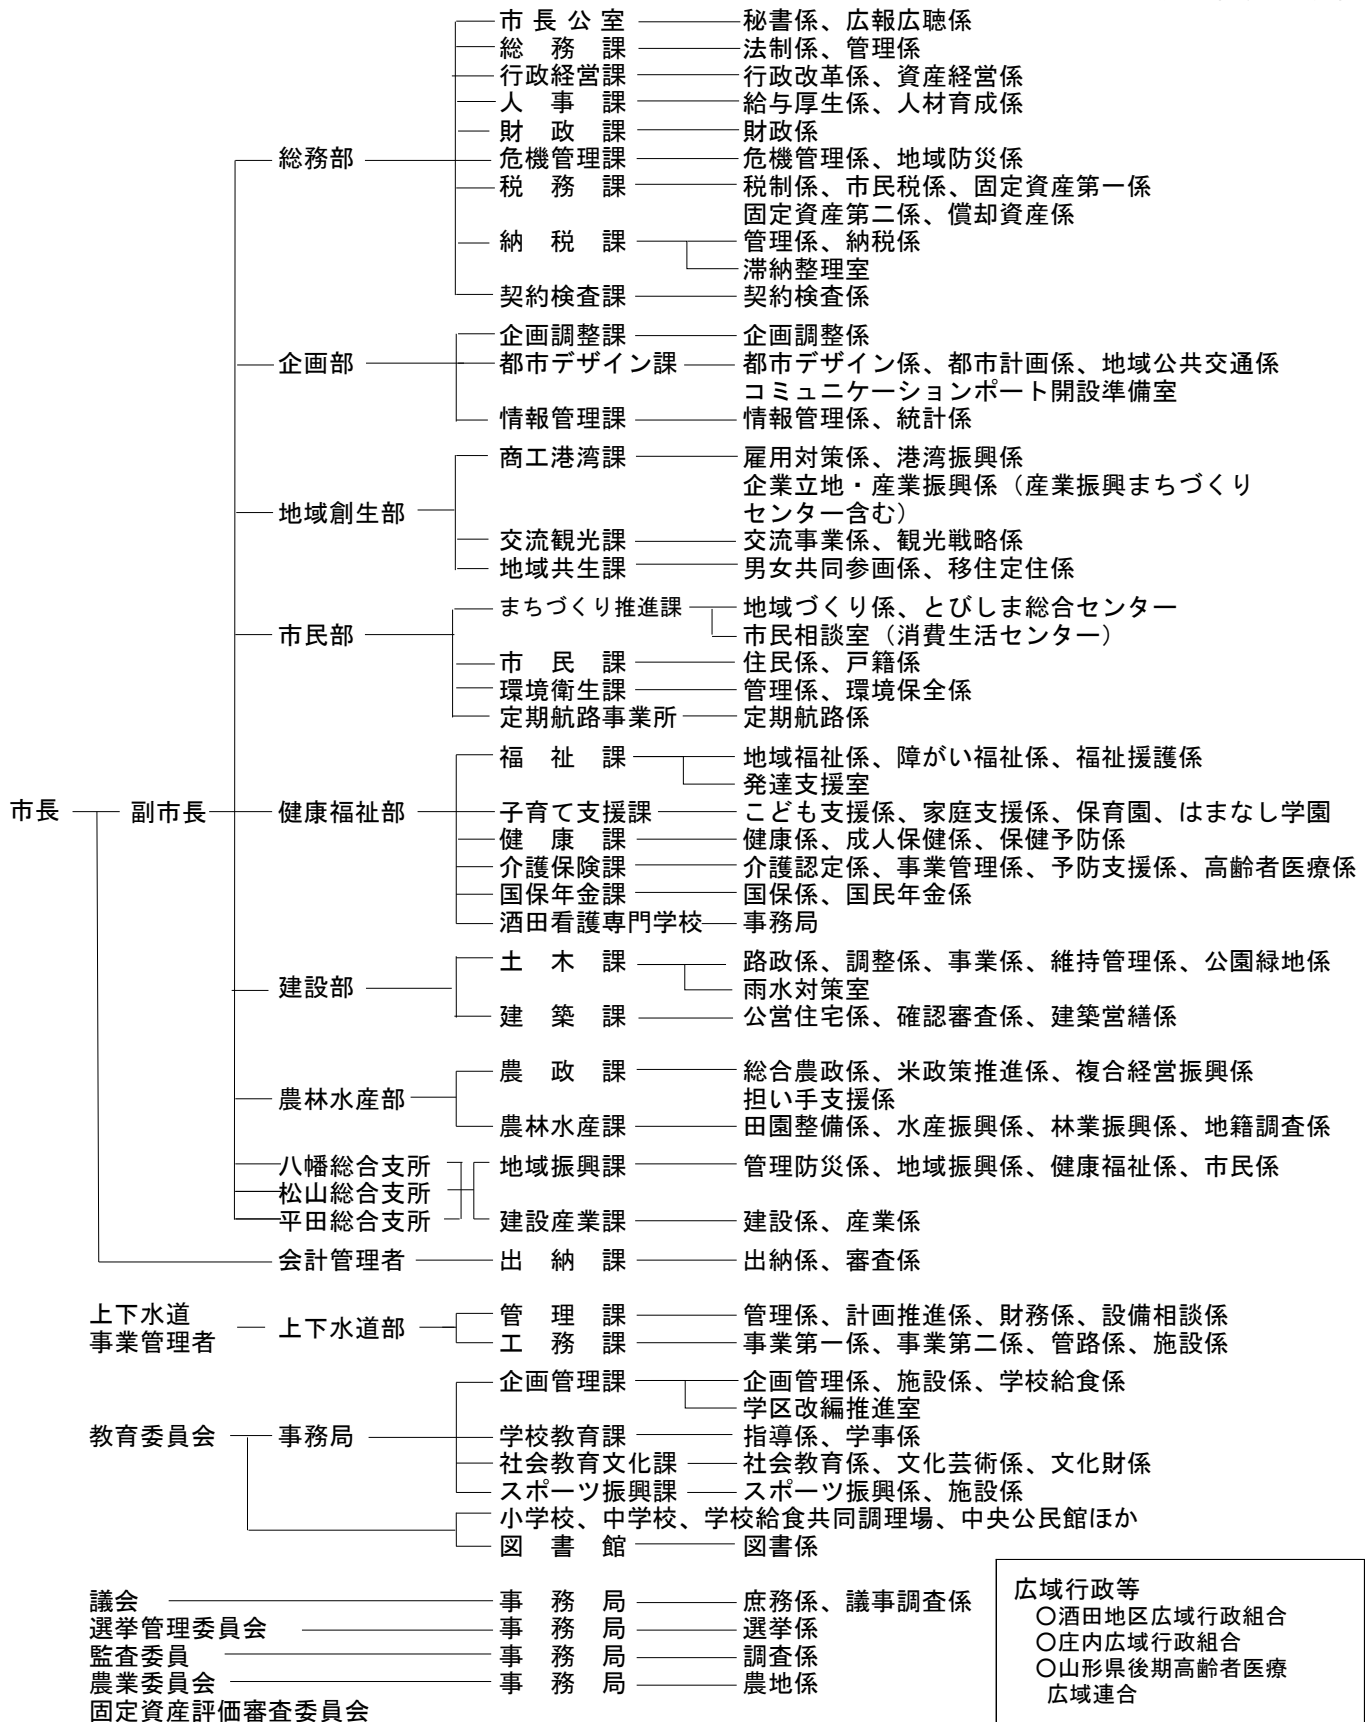 市長公室 秘書係、広報広聴係
総務課 法制係、管理係
行政経営課 行政改革係、資産経営係
人事課 給与厚生係、人材育成係
財政課 財政係
総務部 危機管理課 危機管理係、地域防災係
税務課 税制係、市民税係、固定資産第一係
固定資産第二係、償却資産係
納税課 管理係、納税係
滞納整理室
契約検査課 契約検査係
企画調整課 企画調整係
企画部 都市デザイン課 都市デザイン係、都市計画係、地域公共交通係
コミュニケーションポート開設準備室
情報管理課 情報管理係、統計係
商工港湾課 雇用対策係、港湾振興係
企業立地・産業振興係（産業振興まちづくり
地域創生部 センター含む）
交流観光課 交流事業係、観光戦略係
地域共生課 男女共同参画係、移住定住係
まちづくり推進課 地域づくり係、とびしま総合センター
市民部 市民相談室（消費生活センター）
市民課 住民係、戸籍係
環境衛生課 管理係、環境保全係
定期航路事業所 定期航路係
福祉課 地域福祉係、障がい福祉係、福祉援護係
発達支援室
市長 副市長 健康福祉部 子育て支援課 こども支援係、家庭支援係、保育園、はまなし学園
健康課 健康係、成人保健係、保健予防係
介護保険課 介護認定係、事業管理係、予防支援係、高齢者医療係
国保年金課 国保係、国民年金係
酒田看護専門学校 事務局
土木課 路政係、調整係、事業係、維持管理係、公園緑地係
建設部 雨水対策室
建築課 公営住宅係、確認審査係、建築営繕係
農政課 総合農政係、米政策推進係、複合経営振興係
農林水産部 担い手支援係
農林水産課 田園整備係、水産振興係、林業振興係、地籍調査係
八幡総合支所 地域振興課 管理防災係、地域振興係、健康福祉係、市民係
松山総合支所
平田総合支所 建設産業課 建設係、産業係
会計管理者 出納課 出納係、審査係
上下水道
事業管理者 上下水道部 管理課 管理係、計画推進係、財務係、設備相談係
工務課 事業第一係、事業第二係、管路係、施設係
企画管理課 企画管理係、施設係、学校給食係
学区改編推進室
教育委員会 事務局 学校教育課 指導係、学事係
社会教育文化課 社会教育係、文化芸術係、文化財係
スポーツ振興課 スポーツ振興係、施設係
小学校、中学校、学校給食共同調理場、中央公民館ほか
図書館 図書係
議会 事務局 庶務係、議事調査係
選挙管理委員会 事務局 選挙係
監査委員 事務局 調査係
農業委員会 事務局 農地係
固定資産評価審査委員会
広域行政等
○酒田地区広域行政組合
○庄内広域行政組合
○山形県後期高齢者医療
広域連合